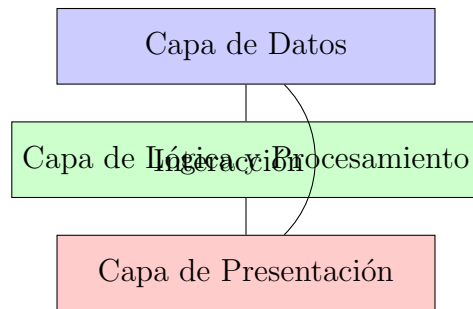 Capa de Datos
Capa de Lógica y Procesamiento
Interacción
Capa de Presentación